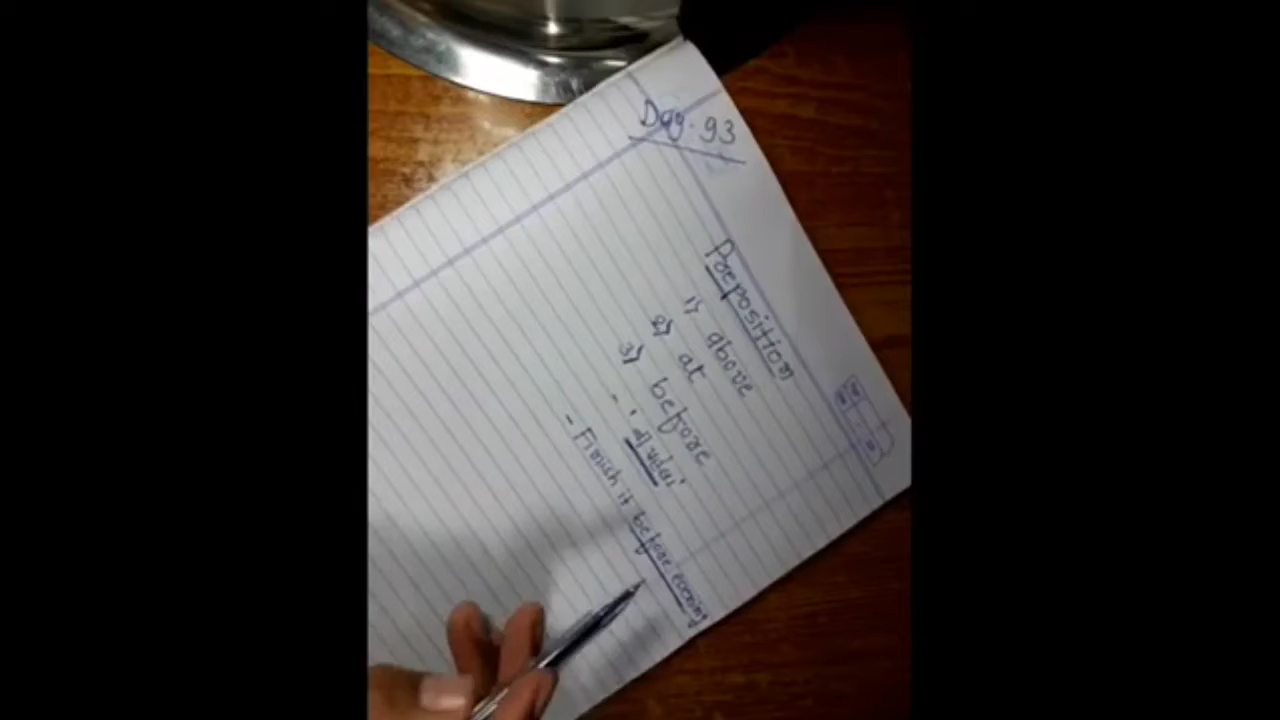 Day. 93
Preposition
1) above
2) at
3) before
- Finish it before evening